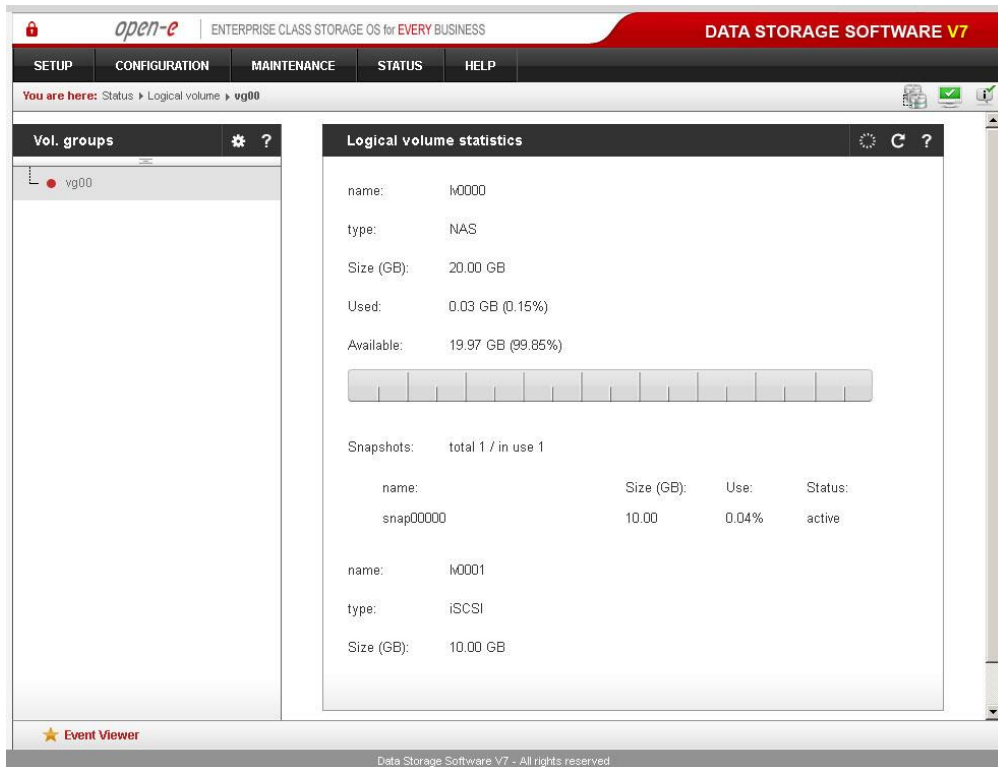 open-e ENTERPRISE CLASS STORAGE OS for EVERY BUSINESS DATA STORAGE SOFTWARE V7
SETUP CONFIGURATION MAINTENANCE STATUS HELP
You are here: Status Logical volume vg00
Vol. groups ?
vg00
Logical volume statistics ?
name: lv0000
type: NAS
Size (GB): 20.00 GB
Used: 0.03 GB (0.15%)
Available: 19.97 GB (99.85%)
Snapshots: total 1 / in use 1
name: Size (GB): Use: Status:
snap00000 10.00 0.04% active
name: lv0001
type: iSCSI
Size (GB): 10.00 GB
Event Viewer
Data Storage Software V7 - All rights reserved